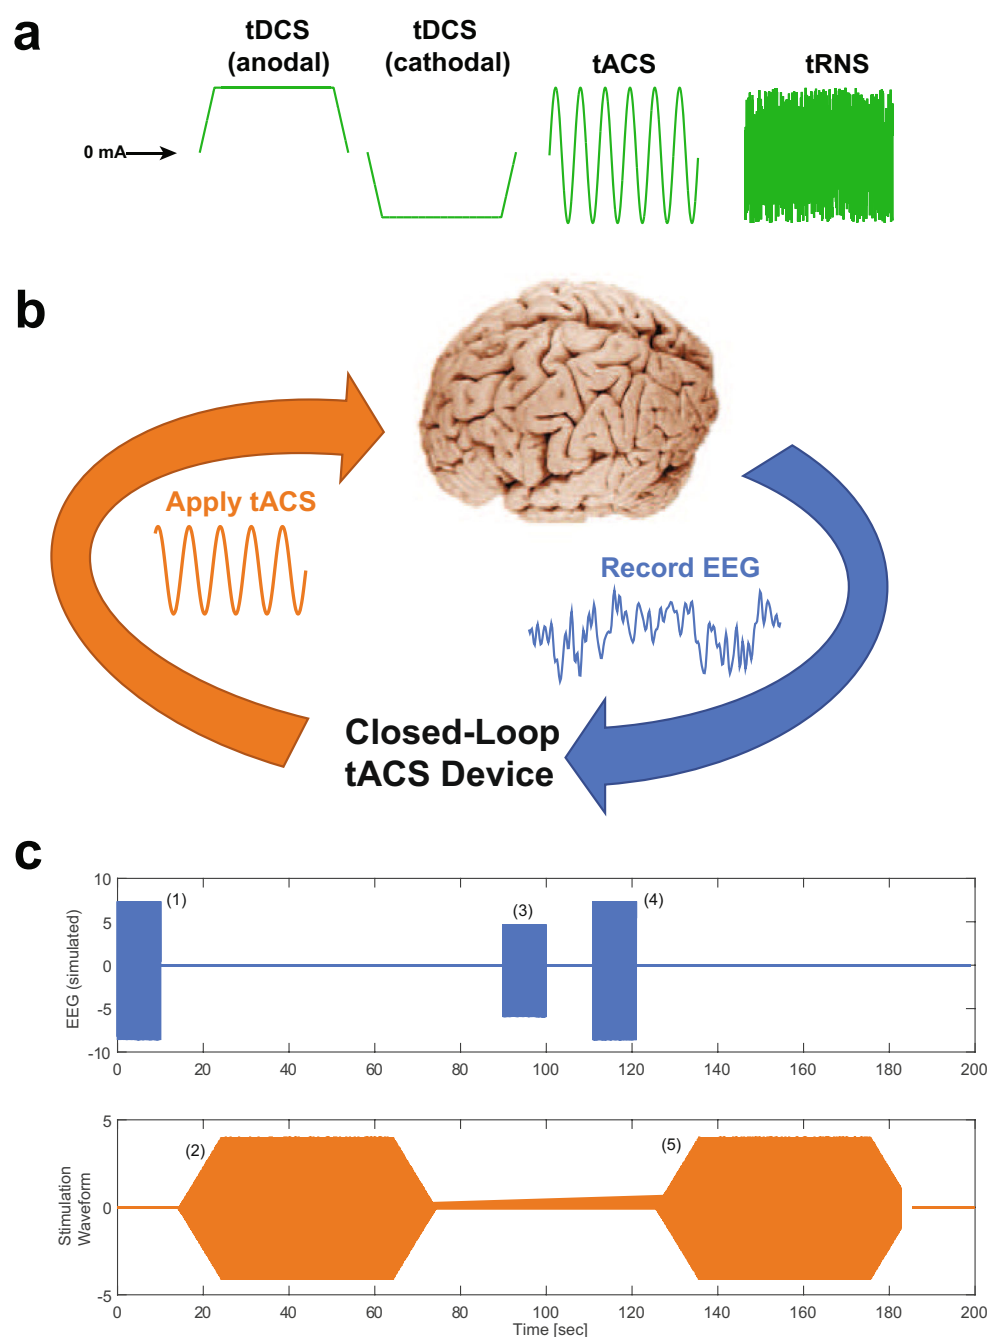 a
tDCS
(anodal)
tDCS
(cathodal)
tACS
tRNS
0 mA
b
Apply tACS
Record EEG
Closed-Loop
tACS Device
c
10
5
0
-5
-10
EEG (simulated)
(1)
(3)
(4)
0 20 40 60 80 100 120 140 160 180 200
5
0
-5
Stimulation
Waveform
(2)
(5)
0 20 40 60 80 100 120 140 160 180 200
Time [sec]